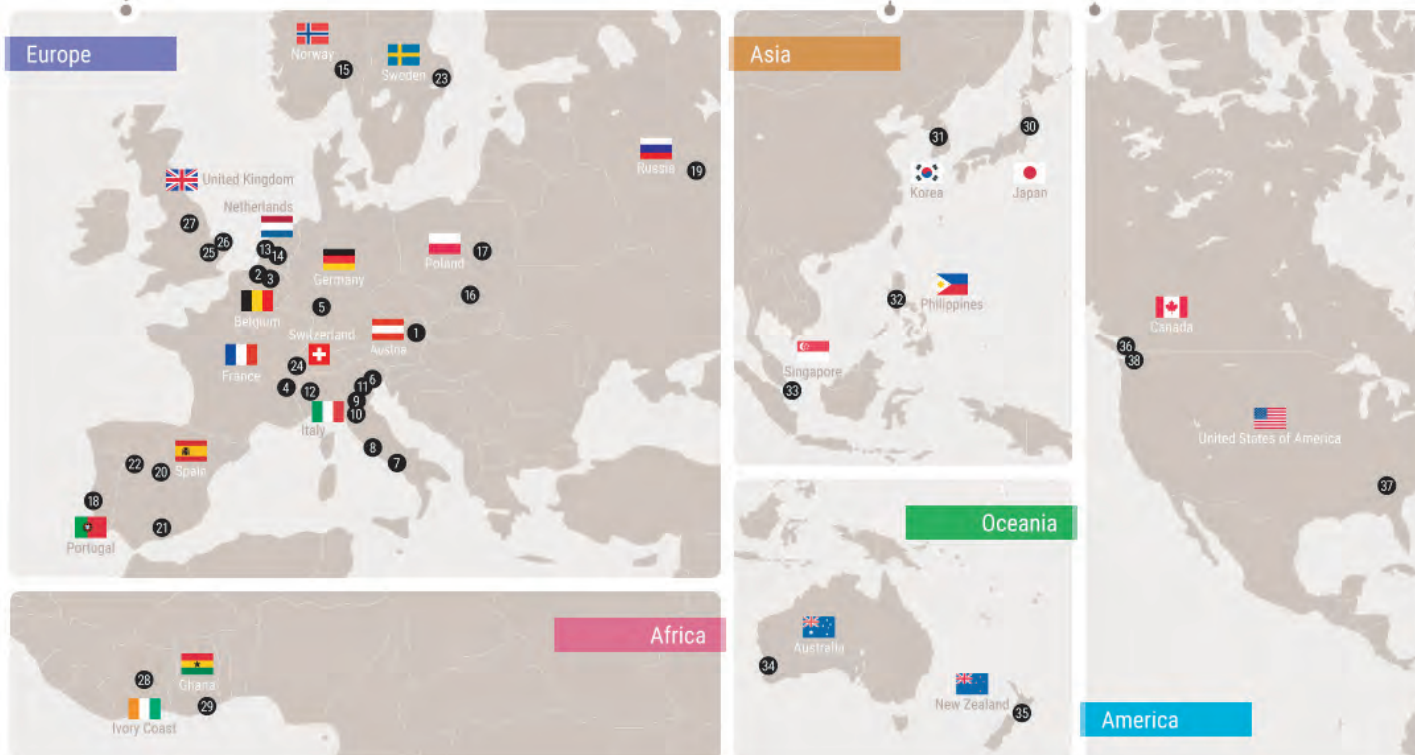 Europe
Norway
15
Sweden
23
Russia
19
United Kingdom
Netherlands
27
26
25
13
14
2
3
Germany
Poland
17
16
Belgium
5
Switzerland
Austria
1
France
24
4
12
6
11
9
10
Italy
8
7
22
20
Spain
18
21
Portugal
Africa
28
Ghana
29
Ivory Coast
Asia
31
30
Korea
Japan
32
Philippines
Singapore
33
Oceania
Australia
34
New Zealand
35
Canada
36
38
United States of America
37
America